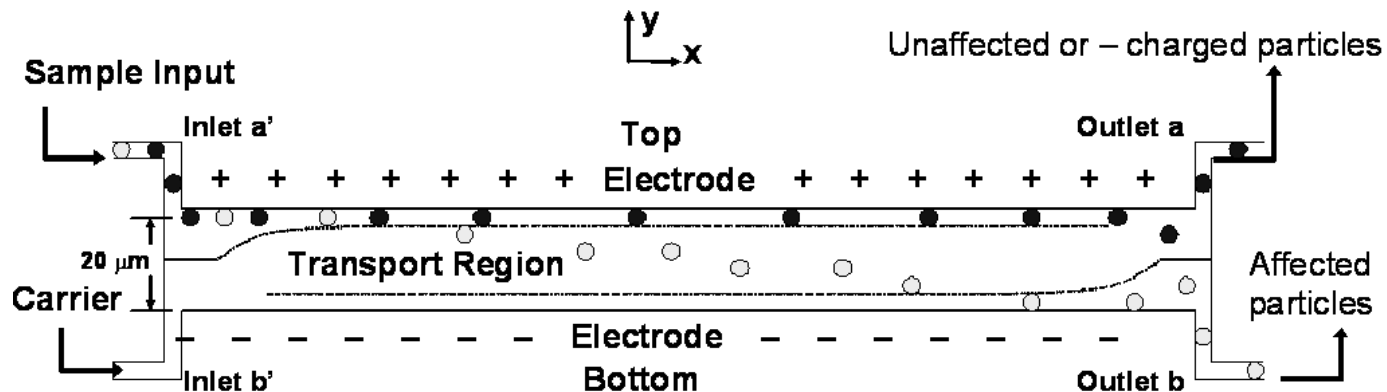 y
x
Unaffected or – charged particles
Sample Input
Inlet a’
Top
Outlet a
+ + + + + + + Electrode + + + + + + +
20 μm
Transport Region
Affected
particles
Carrier
– – – – – – – – Electrode – – – – – – – –
Inlet b’
Bottom
Outlet b